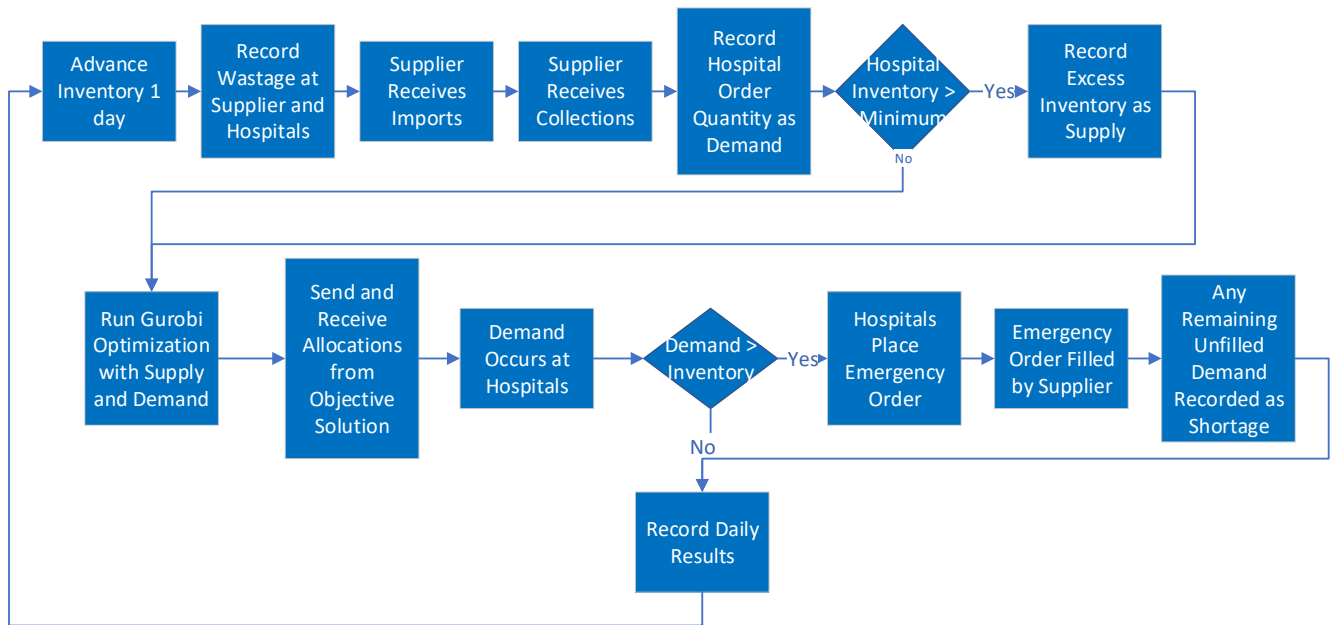 Advance
Inventory 1
day
Record
Wastage at
Supplier and
Hospitals
Supplier
Receives
Imports
Supplier
Receives
Collections
Record
Hospital
Order
Quantity as
Demand
Hospital
Inventory >
Minimum
Yes
No
Record
Excess
Inventory as
Supply
Run Gurobi
Optimization
with Supply
and Demand
Send and
Receive
Allocations
from
Objective
Solution
Demand
Occurs at
Hospitals
Demand >
Inventory
Yes
No
Hospitals
Place
Emergency
Order
Emergency
Order Filled
by Supplier
Any
Remaining
Unfilled
Demand
Recorded as
Shortage
Record Daily
Results